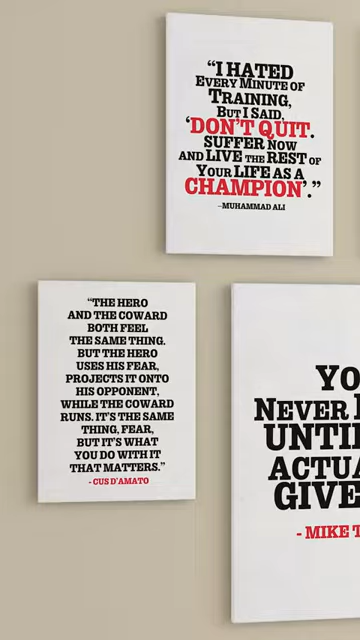 “I HATED
EVERY MINUTE OF
TRAINING,
BUT I SAID,
‘DON’T QUIT.
SUFFER NOW
AND LIVE THE REST OF
YOUR LIFE AS A
CHAMPION’.”
–MUHAMMAD ALI
“THE HERO
AND THE COWARD
BOTH FEEL
THE SAME THING.
BUT THE HERO
USES HIS FEAR,
PROJECTS IT ONTO
HIS OPPONENT,
WHILE THE COWARD
RUNS. IT’S THE SAME
THING, FEAR,
BUT IT’S WHAT
YOU DO WITH IT
THAT MATTERS.”
- CUS D’AMATO
YO
NEVER
UNTI
ACTUA
GIVE
- MIKE T